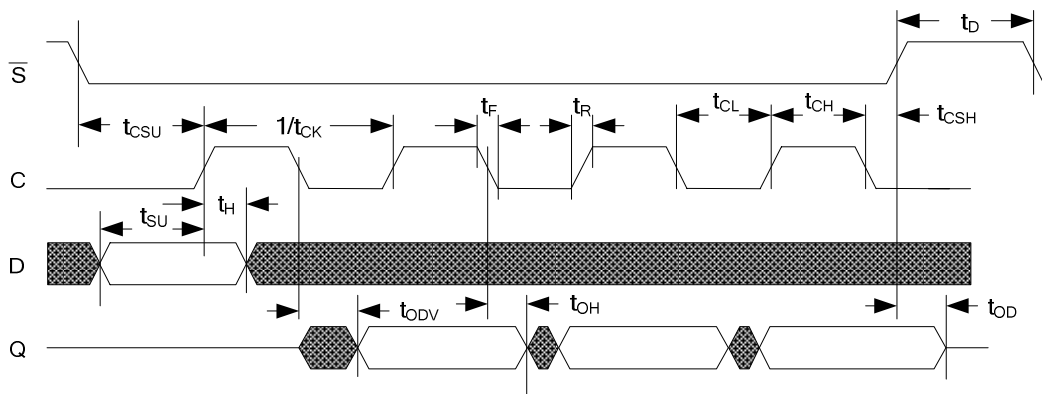 tD
S
tF
tR
tCL
tCH
tCSU
1/tCK
tCSH
C
tH
tSU
D
tODV
tOH
tOD
Q